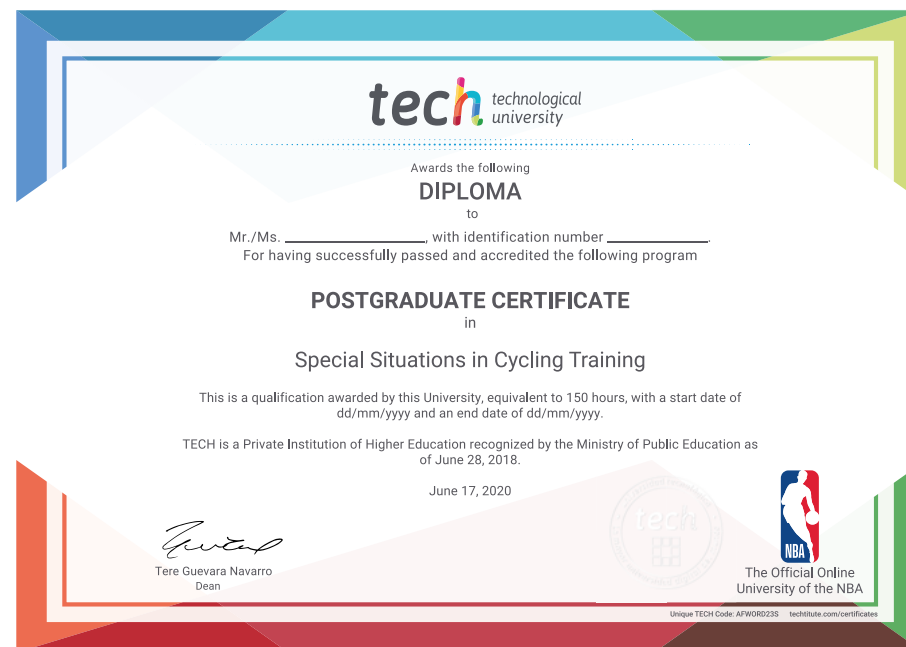 tech technological
university
Awards the following
DIPLOMA
to
Mr./Ms. ____________________, with identification number ______________.
For having successfully passed and accredited the following program
POSTGRADUATE CERTIFICATE
in
Special Situations in Cycling Training
This is a qualification awarded by this University, equivalent to 150 hours, with a start date of
dd/mm/yyyy and an end date of dd/mm/yyyy.
TECH is a Private Institution of Higher Education recognized by the Ministry of Public Education as
of June 28, 2018.
June 17, 2020
tech
Tere Guevara Navarro
Dean
NBA
The Official Online
University of the NBA
Unique TECH Code: AFWORD23S techtitute.com/certificates